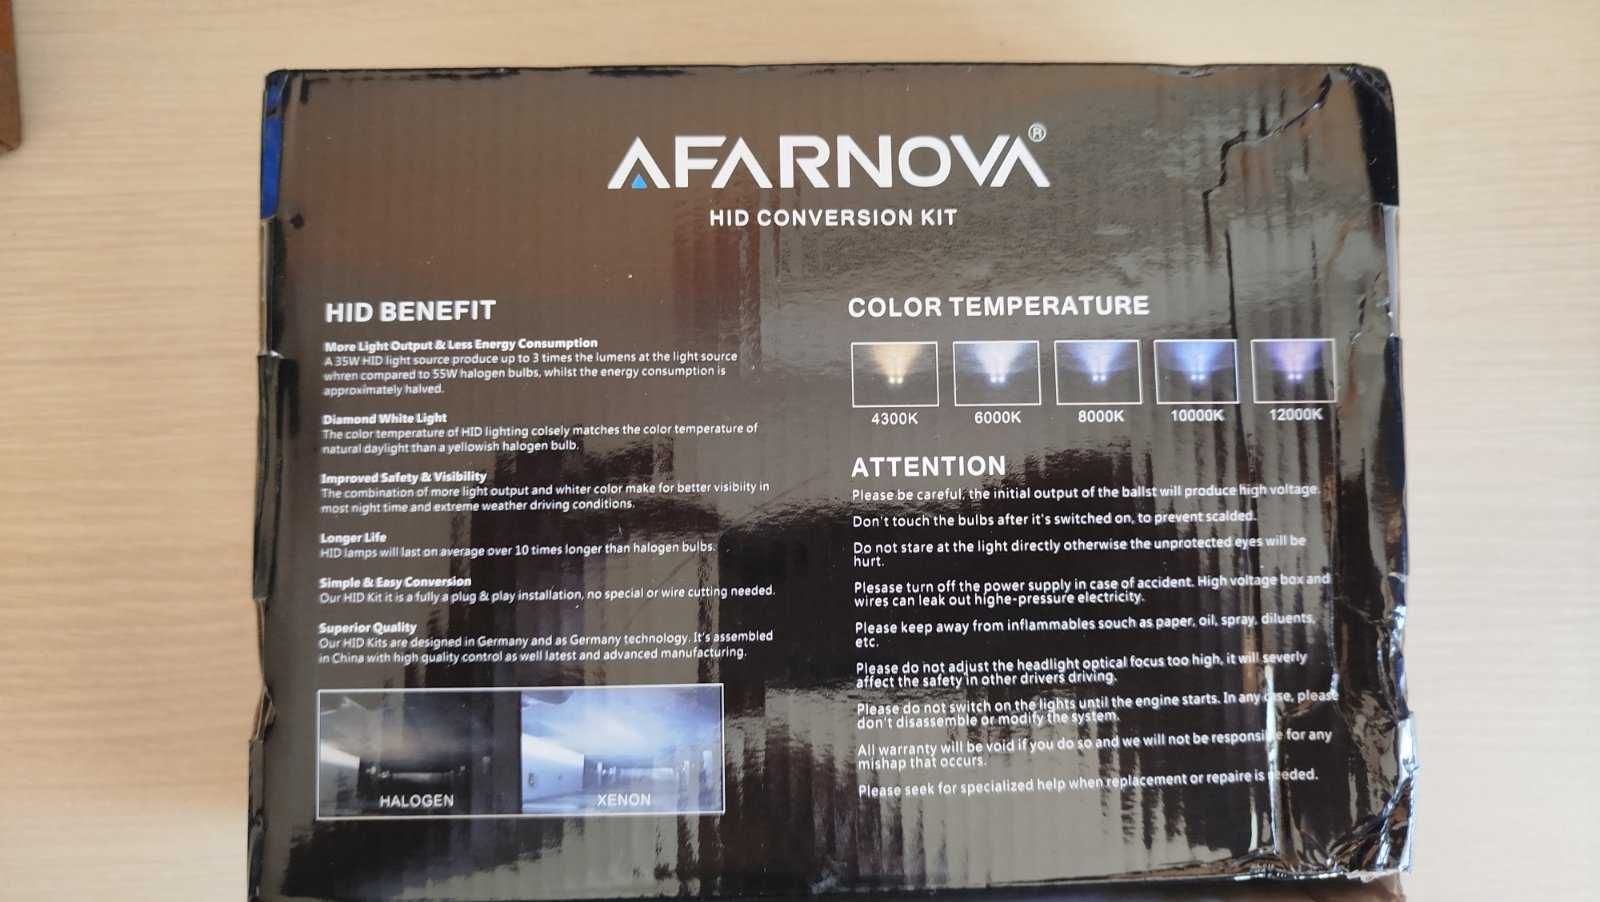 AFARNOVA®
HID CONVERSION KIT
HID BENEFIT
More Light Output & Less Energy Consumption
A 35W HID light source produce up to 3 times the lumens at the light source
whren compared to 55W halogen bulbs, whilst the energy consumption is
approximately halved.
Diamond White Light
The color temperature of HID lighting colsely matches the color temperature of
natural daylight than a yellowish halogen bulb.
Improved Safety & Visibility
The combination of more light output and whiter color make for better visibiity in
most night time and extreme weather driving conditions.
Longer Life
HID lamps will last on average over 10 times longer than halogen bulbs.
Simple & Easy Conversion
Our HID Kit it is a fully a plug & play installation, no special or wire cutting needed.
Superior Quality
Our HID Kits are designed in Germany and as Germany technology. It's assembled
in China with high quality control as well latest and advanced manufacturing.
HALOGEN
XENON
COLOR TEMPERATURE
4300K
6000K
8000K
10000K
12000K
ATTENTION
Please be careful, the initial output of the ballst will produce high voltage.
Don't touch the bulbs after it's switched on, to prevent scalded.
Do not stare at the light directly otherwise the unprotected eyes will be
hurt.
Plesase turn off the power supply in case of accident. High voltage box and
wires can leak out highe-pressure electricity.
Please keep away from inflammables souch as paper, oil, spray, diluents,
etc.
Please do not adjust the headlight optical focus too high, it will severly
affect the safety in other drivers driving.
Please do not switch on the lights until the engine starts. In any case, please
don't disassemble or modify the system.
All warranty will be void if you do so and we will not be responsible for any
mishap that occurs.
Please seek for specialized help when replacement or repaire is needed.